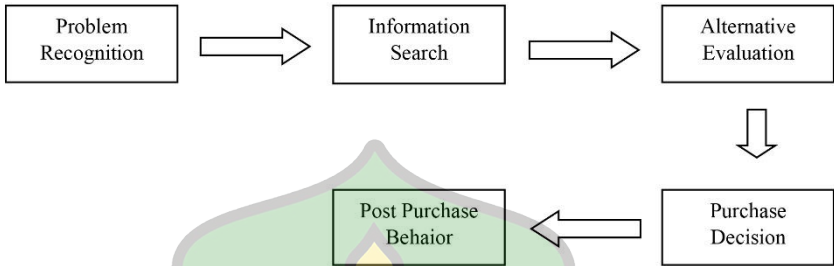 Problem
Recognition
Information
Search
Alternative
Evaluation
Purchase
Decision
Post Purchase
Behaior